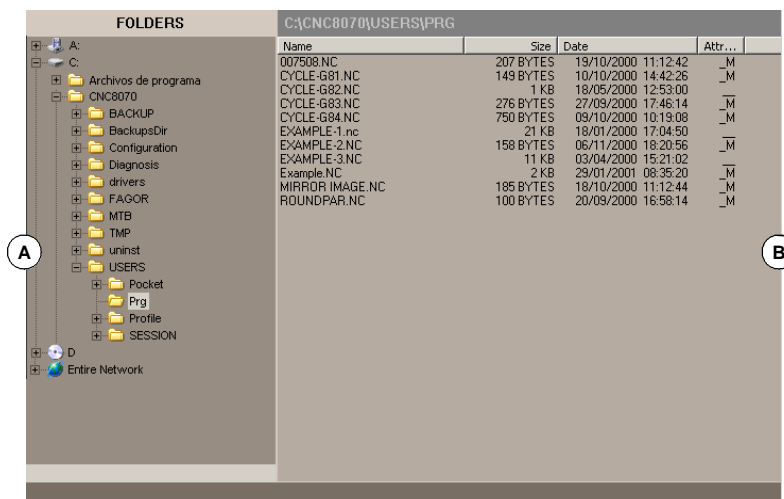 FOLDERS
A:
C:
Archivos de programa
CNC8070
BACKUP
BackupsDir
Configuration
Diagnosis
drivers
FAGOR
MTB
TMP
uninst
USERS
Pocket
Prg
Profile
SESSION
D
Entire Network
A
C:\CNC8070\USERS\PRG
Name Size Date Attr...
007508.NC 207 BYTES 19/10/2000 11:12:42 _M
CYCLE-G81.NC 149 BYTES 10/10/2000 14:42:26 _M
CYCLE-G82.NC 1 KB 18/05/2000 12:53:00 __
CYCLE-G83.NC 276 BYTES 27/09/2000 17:46:14 _M
CYCLE-G84.NC 750 BYTES 09/10/2000 10:19:08 _M
EXAMPLE-1.nc 21 KB 18/01/2000 17:04:50 __
EXAMPLE-2.NC 158 BYTES 06/11/2000 18:20:56 _M
EXAMPLE-3.NC 11 KB 03/04/2000 15:21:02 __
Example.NC 2 KB 29/01/2001 08:35:20 _M
MIRROR IMAGE.NC 185 BYTES 18/10/2000 11:12:44 _M
ROUNDPAR.NC 100 BYTES 20/09/2000 16:58:14 _M
B